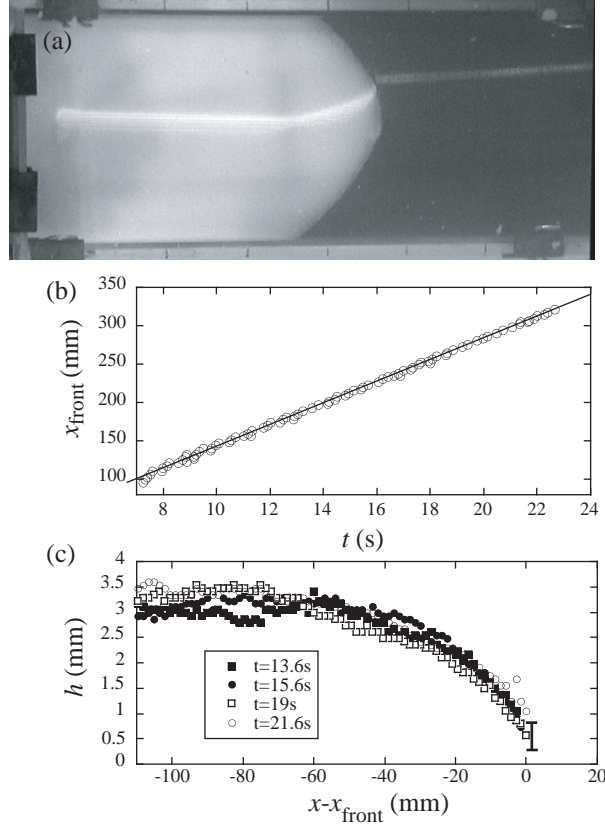 (a)
(b)
350
300
250
200
150
100
x_front (mm)
8 10 12 14 16 18 20 22 24
t (s)
(c)
4
3.5
3
2.5
2
1.5
1
0.5
0
h (mm)
t=13.6s
t=15.6s
t=19s
t=21.6s
-100 -80 -60 -40 -20 0 20
x-x_front (mm)